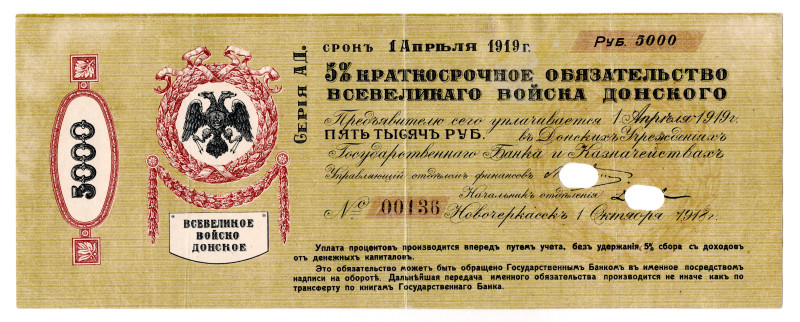 5000
ВСЕВЕЛИКОЕ
ВОЙСКО
ДОНСКОЕ
Серія АД.
срокъ 1 Апрѣля 1919 г.
Руб. 5000
5% КРАТКОСРОЧНОЕ ОБЯЗАТЕЛЬСТВО
ВСЕВЕЛИКАГО ВОЙСКА ДОНСКОГО
Предъявителю сего уплачивается 1 Апрѣля 1919 г.
ПЯТЬ ТЫСЯЧЪ РУБ. въ Донскихъ Учрежденіяхъ
Государственнаго Банка и Казначействахъ
Управляющій отдѣломъ финансовъ
Начальникъ отдѣленія
№ 00136 Новочеркасскъ 1 Октября 1918 г.
Уплата процентовъ производится впередъ путемъ учета, безъ удержанія 5% сбора съ доходовъ
отъ денежныхъ капиталовъ.
Это обязательство можетъ быть обращено Государственнымъ Банкомъ въ именное посредствомъ
надписи на оборотѣ. Дальнѣйшая передача именного обязательства производится не иначе какъ по
трансферту по книгамъ Государственнаго Банка.